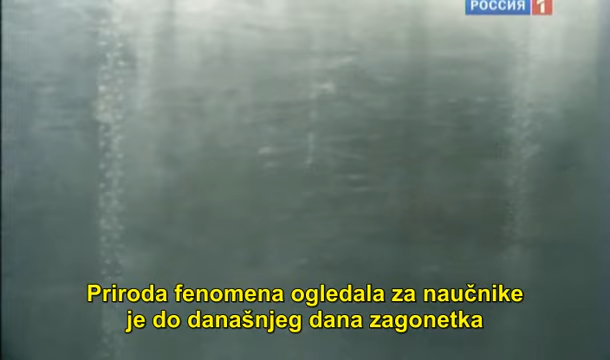 РОССИЯ 1
Priroda fenomena ogledala za naučnike
je do današnjeg dana zagonetka